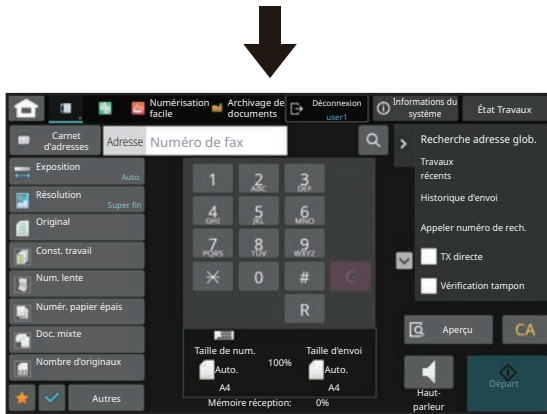 Numérisation facile
Archivage de documents
Déconnexion
user1
Informations du système
État Travaux
Carnet d'adresses
Adresse
Numéro de fax
Recherche adresse glob.
Exposition
Auto.
Travaux récents
Résolution
Super fin
Historique d'envoi
Original
Appeler numéro de rech.
Const. travail
TX directe
Num. lente
Vérification tampon
Numér. papier épais
1
2 ABC
3 DEF
4 GHI
5 JKL
6 MNO
7 PQRS
8 TUV
9 WXYZ
0
#
C
R
Doc. mixte
Nombre d'originaux
Autres
Taille de num.
100%
Taille d'envoi
Auto.
Auto.
A4
A4
Mémoire réception:
0%
Aperçu
CA
Haut-parleur
Départ